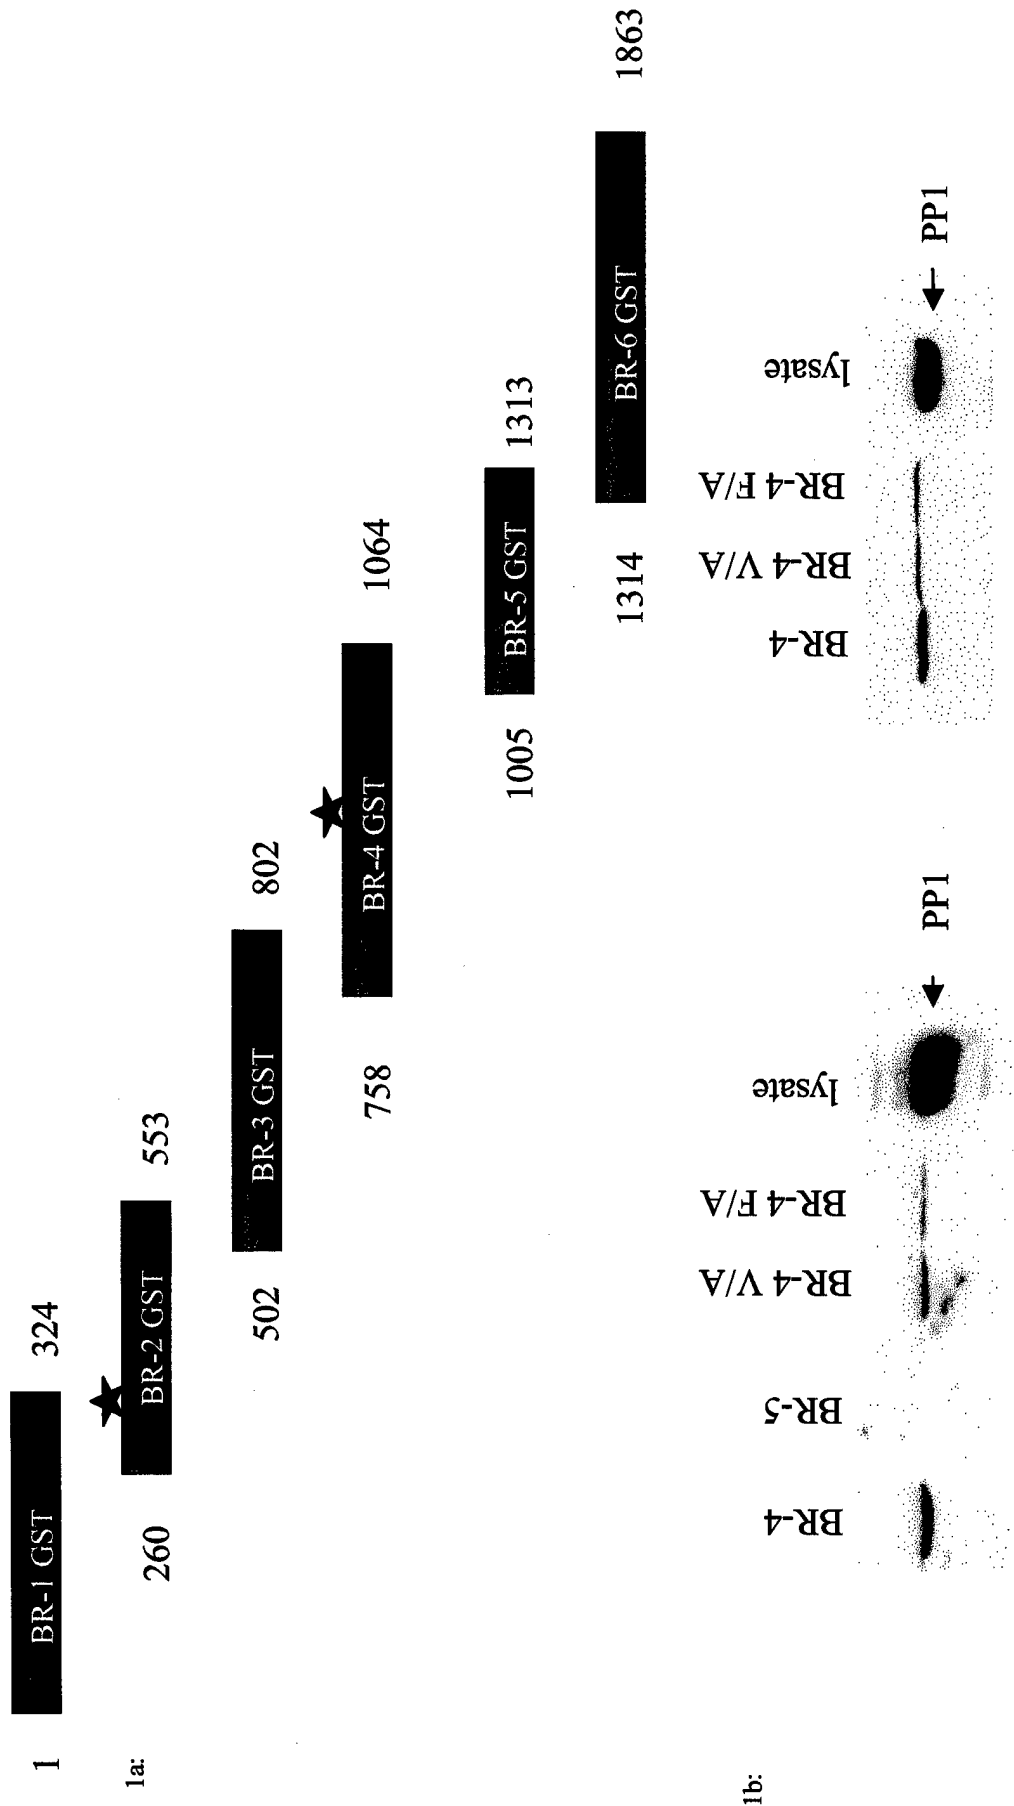 1a:
1 BR-1 GST 324
260 BR-2 GST 553
502 BR-3 GST 802
758 BR-4 GST 1064
1005 BR-5 GST 1313
1314 BR-6 GST 1863
1b:
BR-4
BR-5
BR-4 V/A
BR-4 F/A
lysate
PP1
BR-4
BR-4 V/A
BR-4 F/A
lysate
PP1